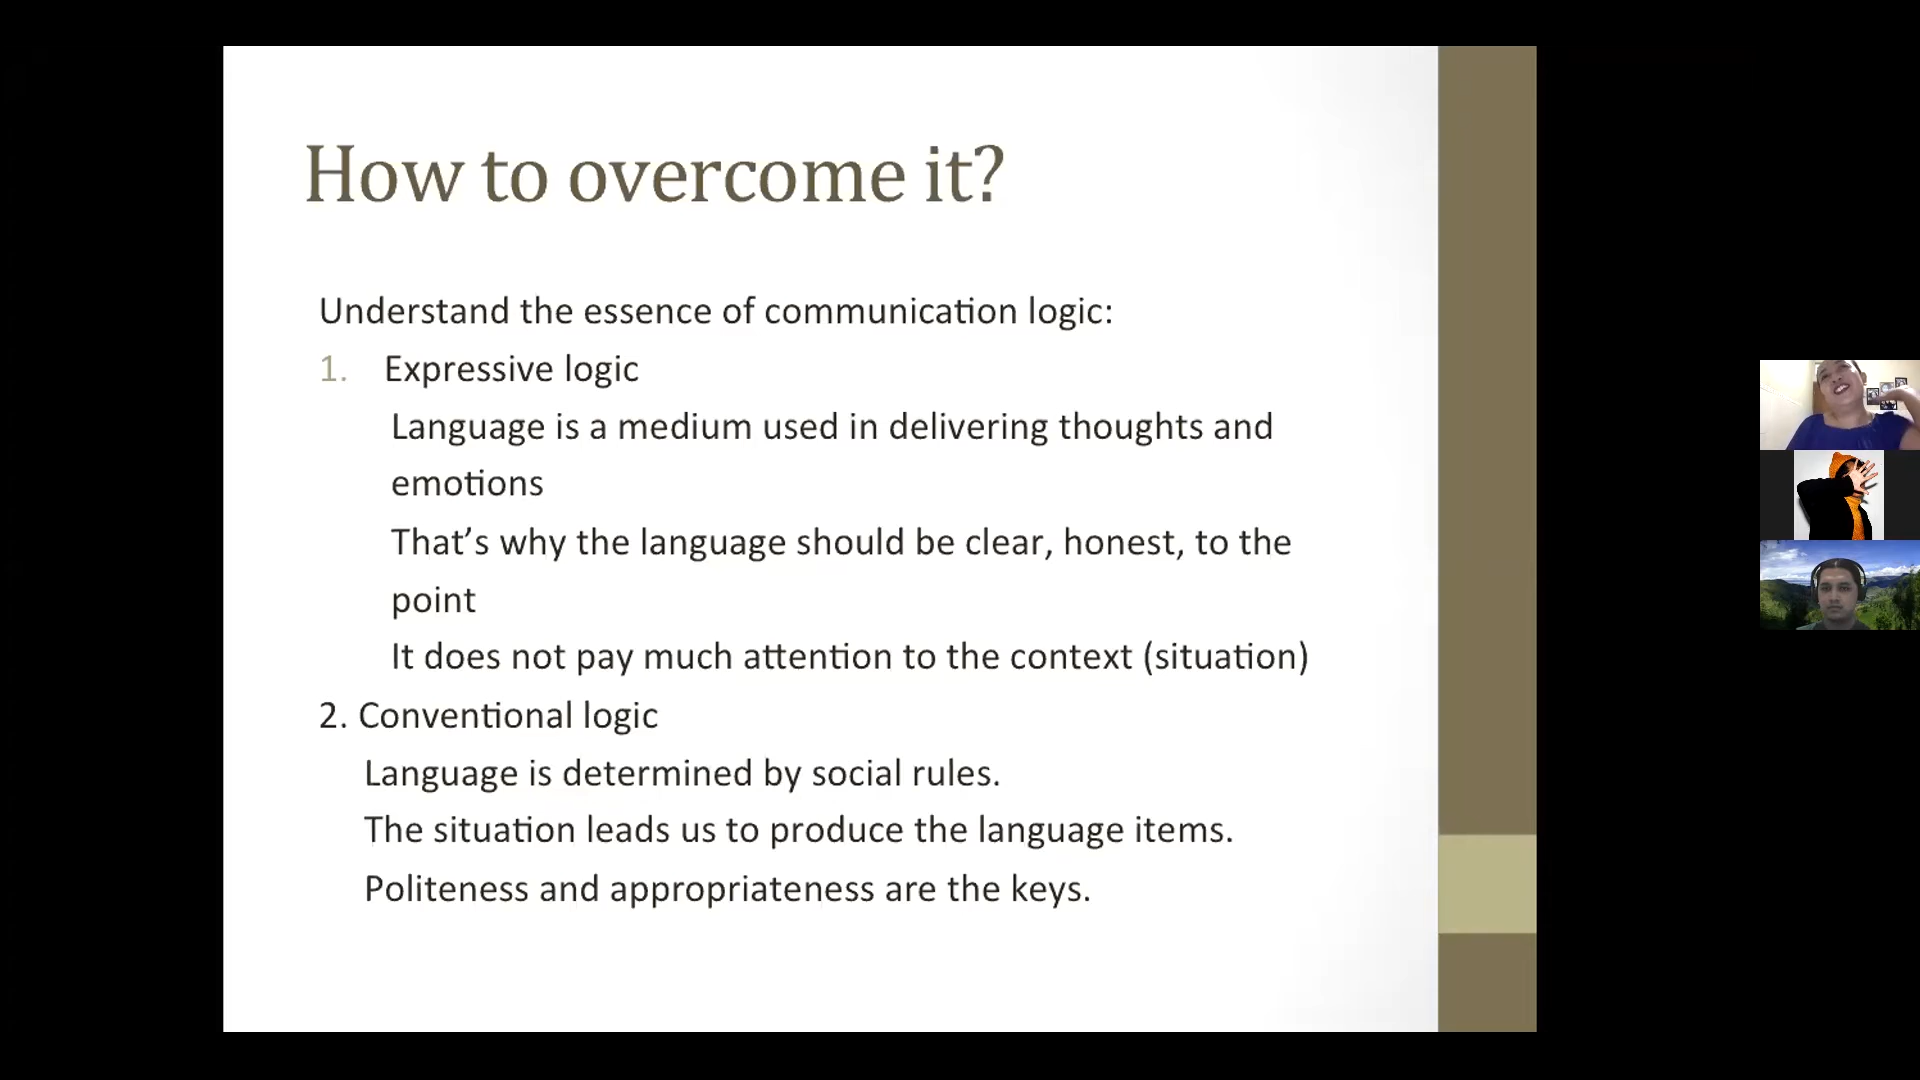 How to overcome it?
Understand the essence of communication logic:
1. Expressive logic
Language is a medium used in delivering thoughts and
emotions
That’s why the language should be clear, honest, to the
point
It does not pay much attention to the context (situation)
2. Conventional logic
Language is determined by social rules.
The situation leads us to produce the language items.
Politeness and appropriateness are the keys.